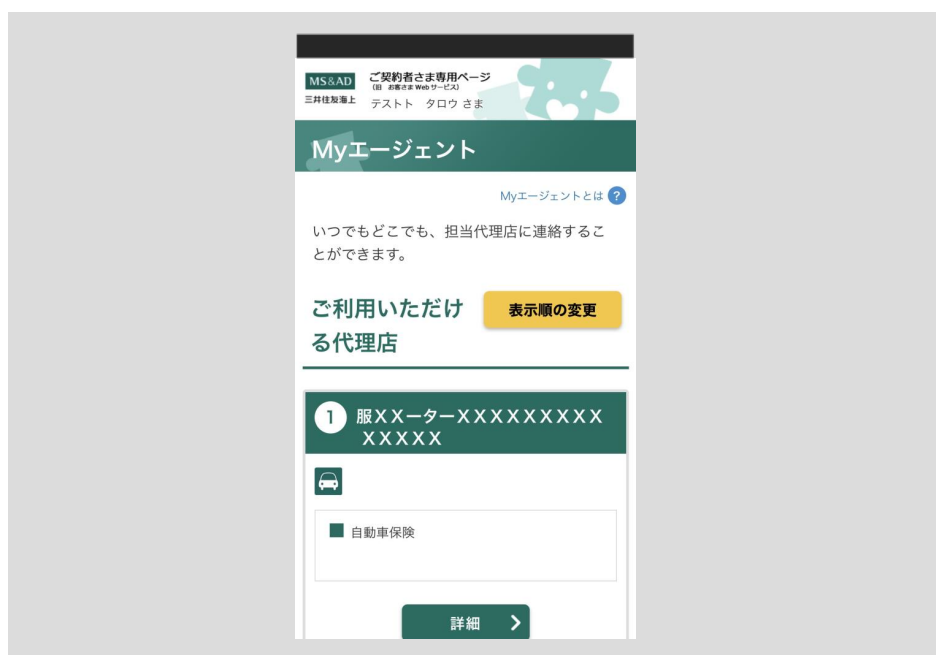 MS&AD
三井住友海上
ご契約者さま専用ページ
(旧 お客さまWebサービス)
テストト タロウ さま
Myエージェント
Myエージェントとは ?
いつでもどこでも、担当代理店に連絡するこ
とができます。
ご利用いただけ
る代理店
表示順の変更
1 服XXーターXXXXXXXXX
XXXXX
自動車保険
詳細